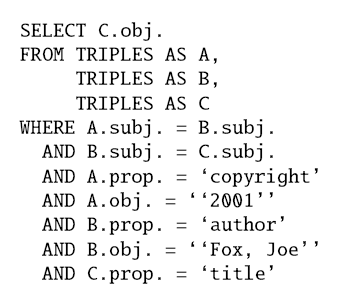 SELECT C.obj.
FROM TRIPLES AS A,
TRIPLES AS B,
TRIPLES AS C
WHERE A.subj. = B.subj.
AND B.subj. = C.subj.
AND A.prop. = ‘copyright’
AND A.obj. = ‘‘2001’’
AND B.prop. = ‘author’
AND B.obj. = ‘‘Fox, Joe’’
AND C.prop. = ‘title’